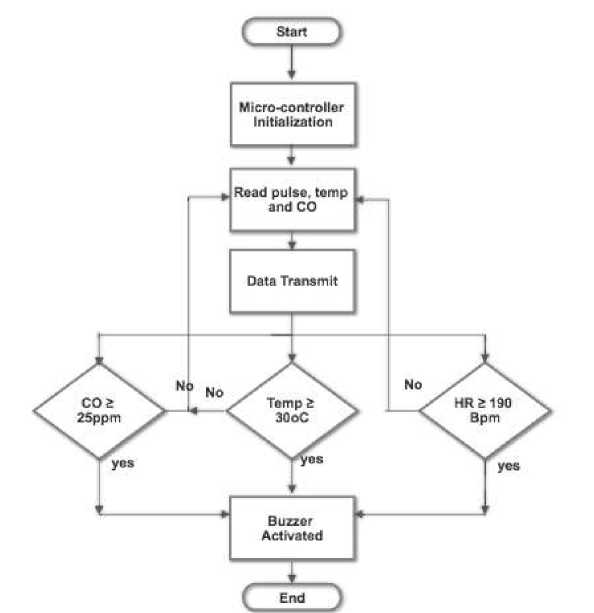 Start
Micro-controller
Initialization
Read pulse, temp
and CO
Data Transmit
No
No
No
CO ≥
25ppm
Temp ≥
30oC
HR ≥ 190
Bpm
yes
yes
yes
Buzzer
Activated
End